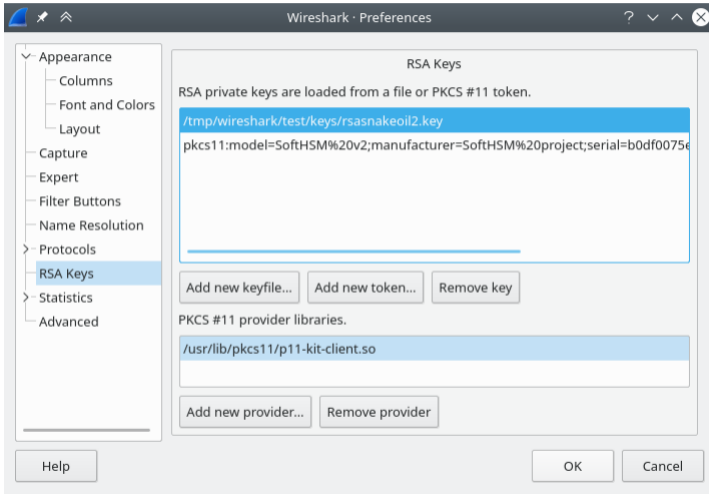 Wireshark · Preferences
Appearance
Columns
Font and Colors
Layout
Capture
Expert
Filter Buttons
Name Resolution
Protocols
RSA Keys
Statistics
Advanced
RSA Keys
RSA private keys are loaded from a file or PKCS #11 token.
/tmp/wireshark/test/keys/rsasnakeoil2.key
pkcs11:model=SoftHSM%20v2;manufacturer=SoftHSM%20project;serial=b0df0075e
Add new keyfile... Add new token... Remove key
PKCS #11 provider libraries.
/usr/lib/pkcs11/p11-kit-client.so
Add new provider... Remove provider
Help OK Cancel